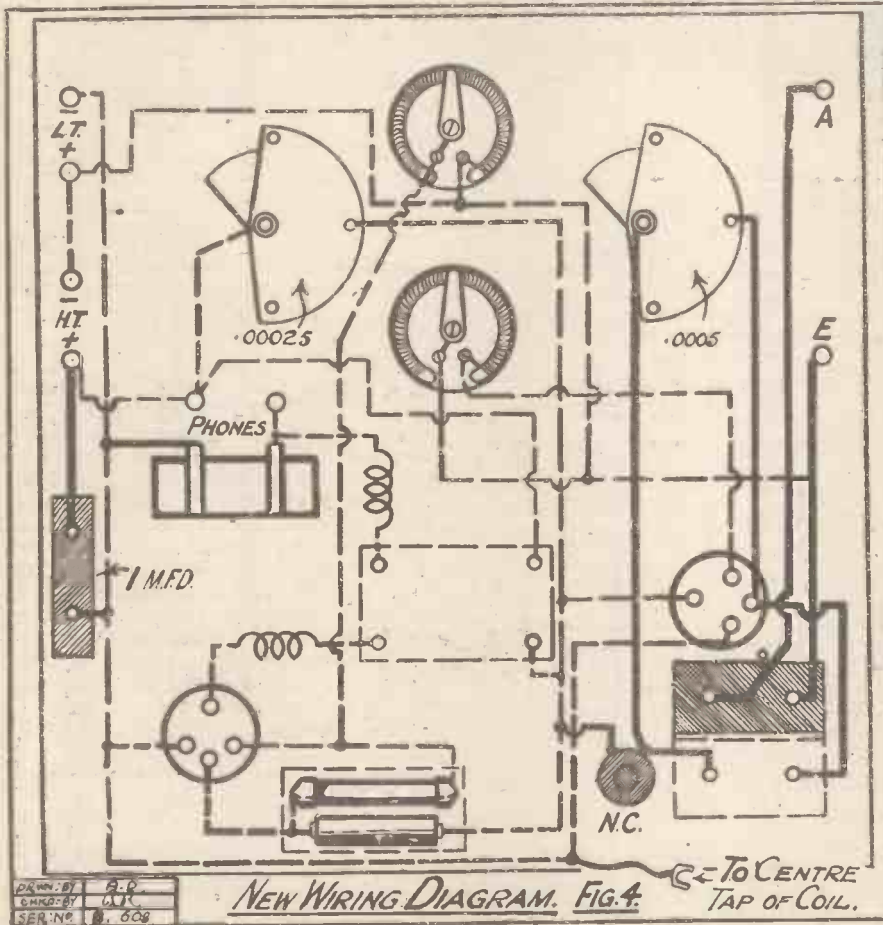 A
–
L.T.
+
–
H.T.
+
.00025
.0005
E
PHONES
1 M.F.D.
N.C.
TO CENTRE
TAP OF COIL.
NEW WIRING DIAGRAM. FIG. 4.
DRWN: BY
CHKD: BY
SER: NO.